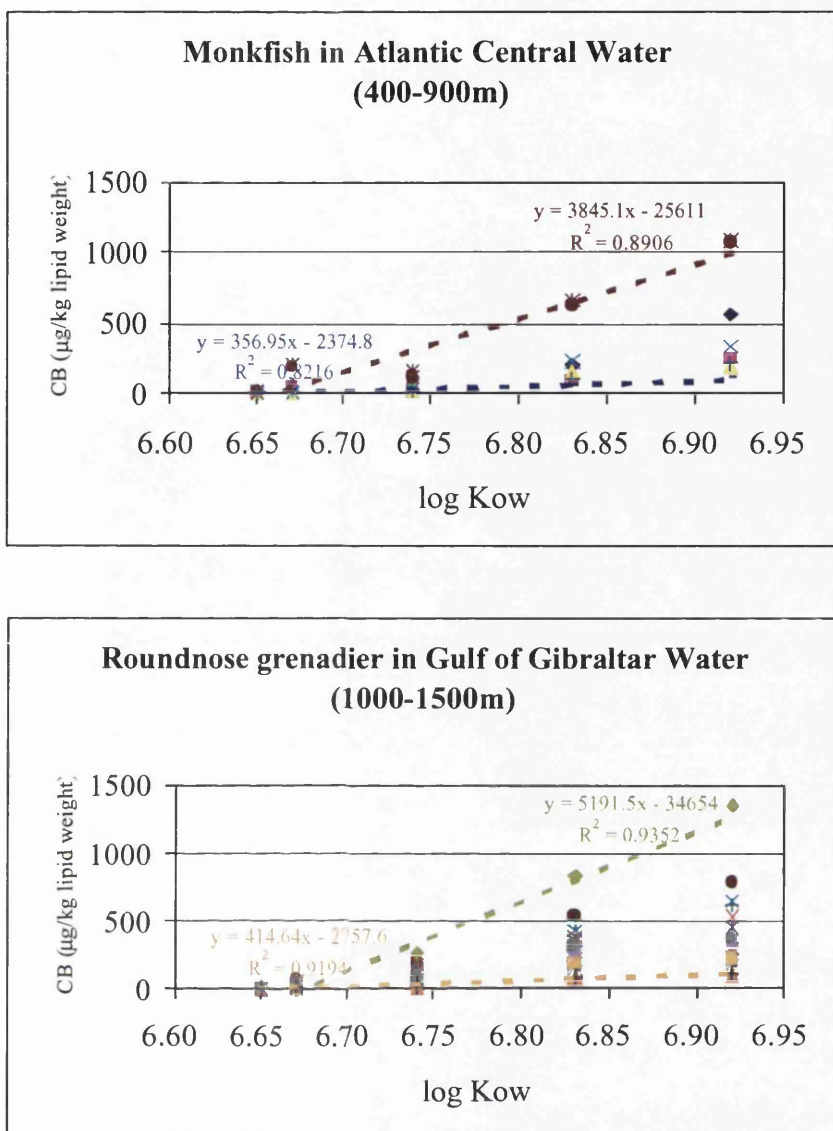 Monkfish in Atlantic Central Water
(400-900m)
CB (µg/kg lipid weight)
1500
1000
500
0
y = 3845.1x - 25611
R² = 0.8906
y = 356.95x - 2374.8
R² = 0.8216
6.60 6.65 6.70 6.75 6.80 6.85 6.90 6.95
log Kow
Roundnose grenadier in Gulf of Gibraltar Water
(1000-1500m)
CB (µg/kg lipid weight)
1500
1000
500
0
y = 5191.5x - 34654
R² = 0.9352
y = 414.64x - 2757.6
R² = 0.9194
6.60 6.65 6.70 6.75 6.80 6.85 6.90 6.95
log Kow